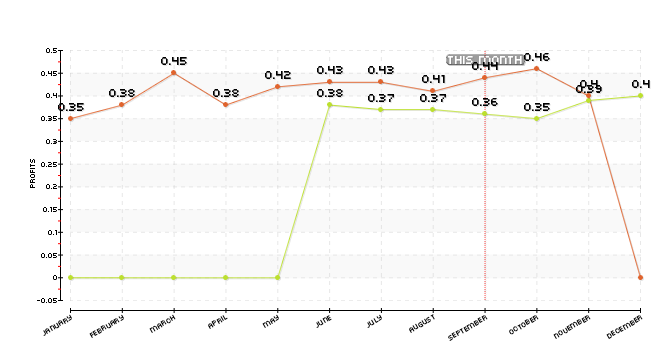 THIS MONTH
0.46
0.45
0.44
0.43
0.43
0.42
0.41
0.4
0.4
0.39
0.38
0.38
0.38
0.37
0.37
0.36
0.35
0.35
0.5
0.45
0.4
0.35
0.3
0.25
0.2
0.15
0.1
0.05
0
-0.05
PROFITS
JANUARY
FEBRUARY
MARCH
APRIL
MAY
JUNE
JULY
AUGUST
SEPTEMBER
OCTOBER
NOVEMBER
DECEMBER